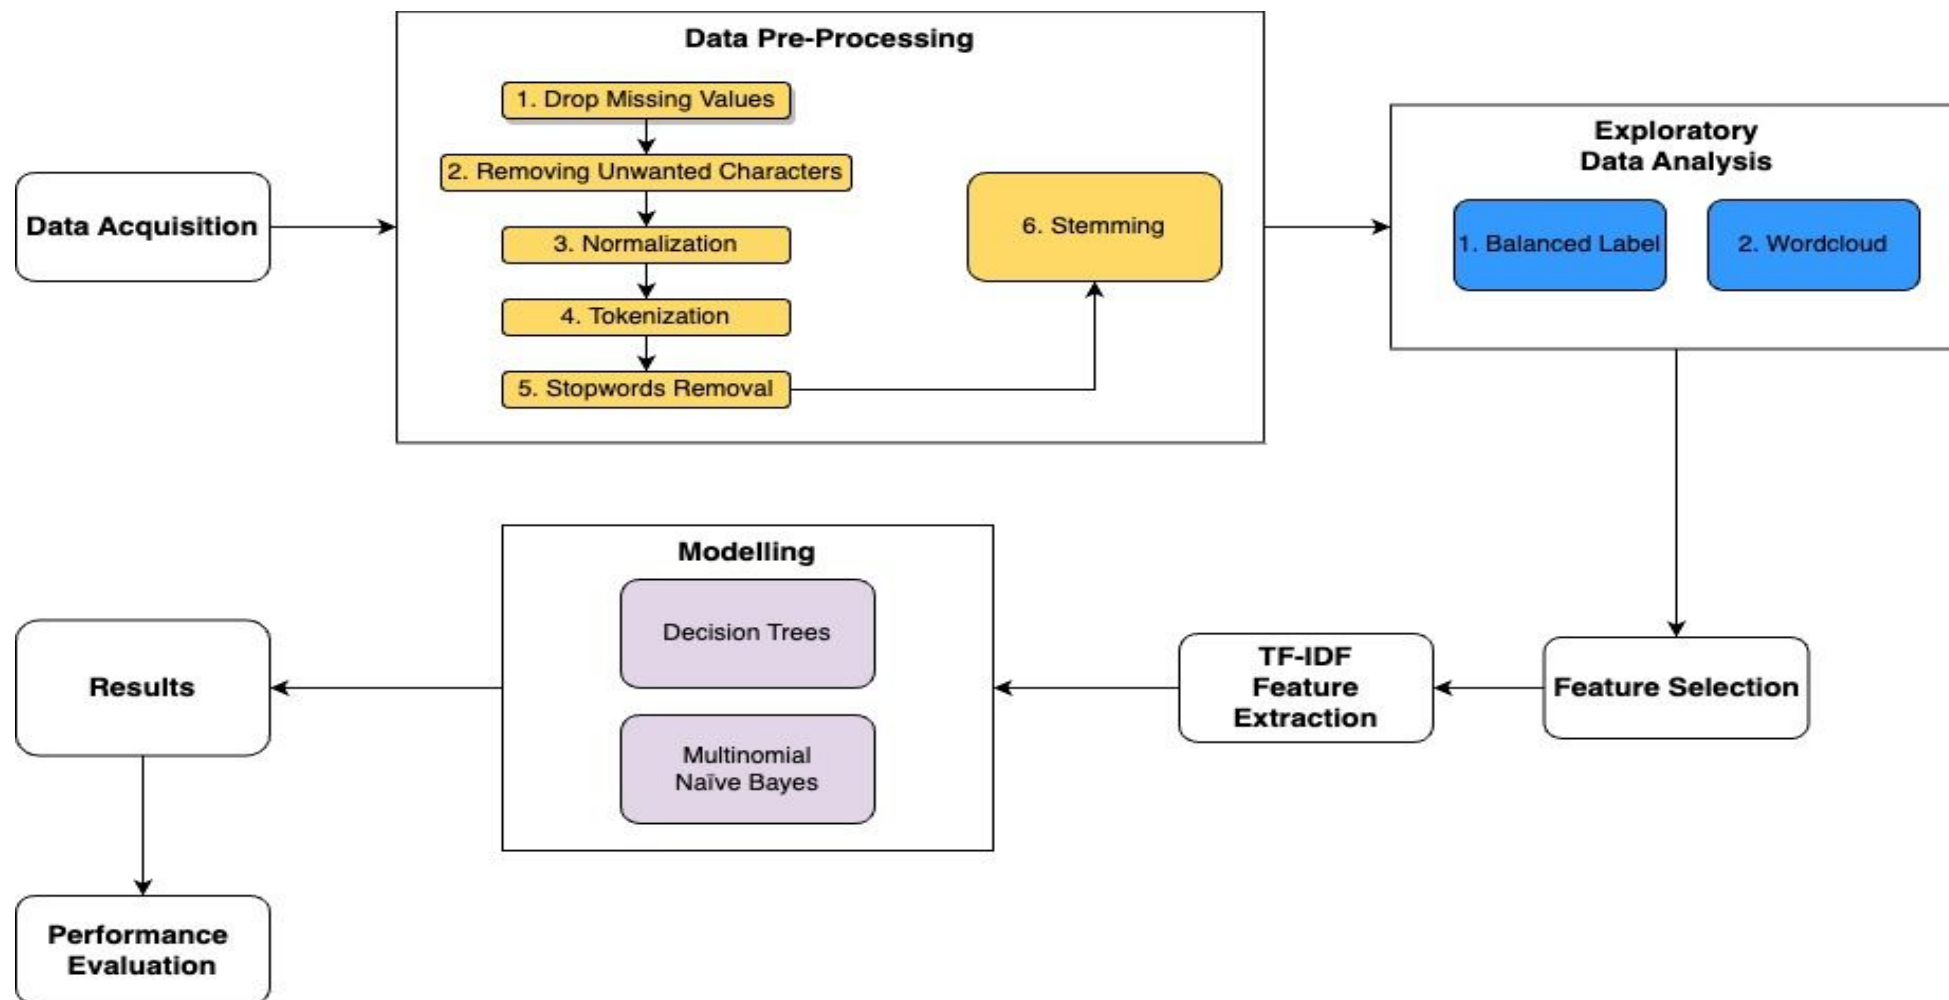 Data Pre-Processing
1. Drop Missing Values
2. Removing Unwanted Characters
3. Normalization
4. Tokenization
5. Stopwords Removal
6. Stemming
Data Acquisition
Exploratory
Data Analysis
1. Balanced Label
2. Wordcloud
Feature Selection
TF-IDF
Feature
Extraction
Modelling
Decision Trees
Multinomial
Naïve Bayes
Results
Performance
Evaluation